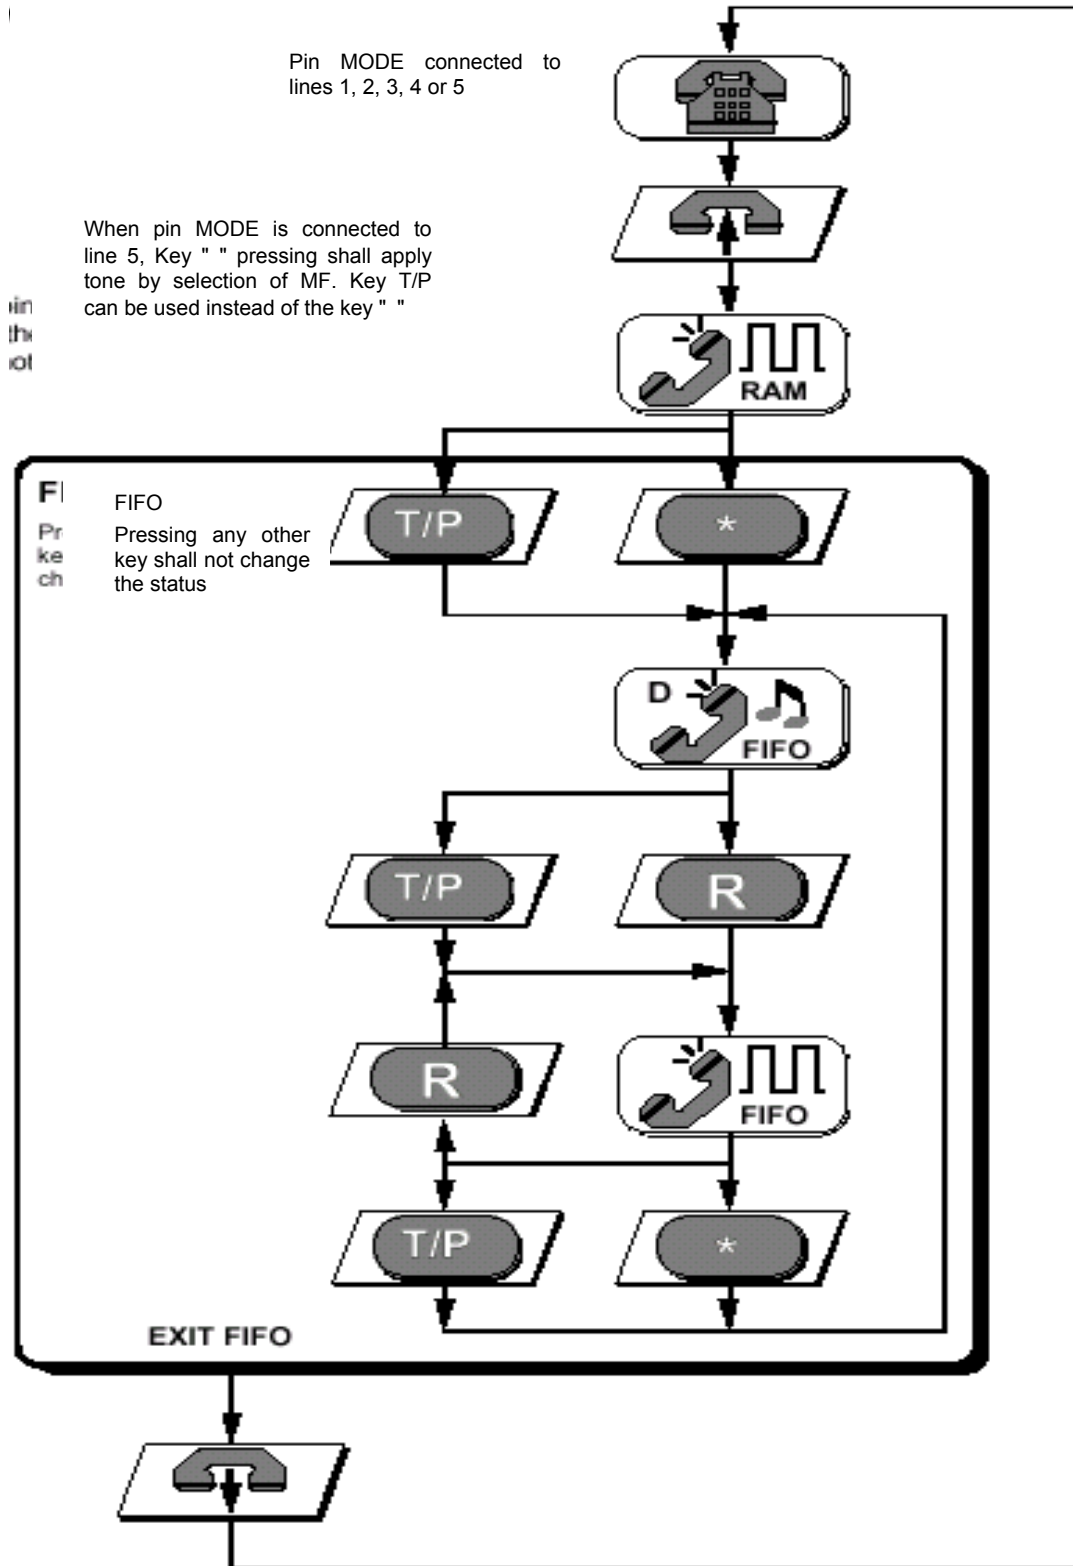 Pin MODE connected to
lines 1, 2, 3, 4 or 5
When pin MODE is connected to
line 5, Key " " pressing shall apply
tone by selection of MF. Key T/P
can be used instead of the key " "
RAM
FIFO
Pressing any other
key shall not change
the status
T/P
*
D
FIFO
T/P
R
R
FIFO
T/P
*
EXIT FIFO